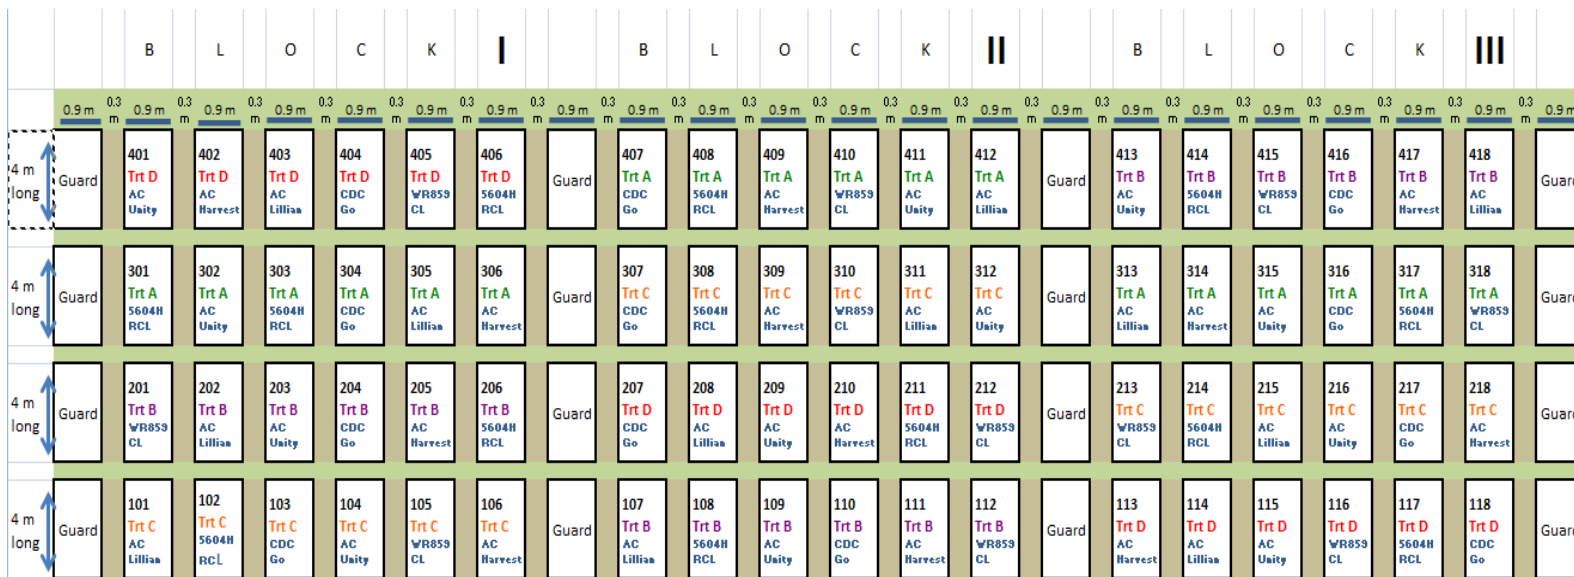 B L O C K I B L O C K II B L O C K III
0.9 m 0.3 m 0.9 m 0.3 m 0.9 m 0.3 m 0.9 m 0.3 m 0.9 m 0.3 m 0.9 m 0.3 m 0.9 m 0.3 m 0.9 m 0.3 m 0.9 m 0.3 m 0.9 m 0.3 m 0.9 m 0.3 m 0.9 m 0.3 m 0.9 m 0.3 m 0.9 m 0.3 m 0.9 m 0.3 m 0.9 m 0.3 m 0.9 m 0.3 m 0.9 m 0.3 m 0.9 m 0.3 m 0.9 m 0.3 m 0.9 m 0.3 m 0.9 m
401 402 403 404 405 406 407 408 409 410 411 412 413 414 415 416 417 418
4 m Trt D Trt D Trt D Trt D Trt D Trt D Trt A Trt A Trt A Trt A Trt A Trt A Trt B Trt B Trt B Trt B Trt B Trt B
long Guard AC AC AC CDC WR859 5604H Guard CDC 5604H AC WR859 AC AC Guard AC 5604H WR859 CDC AC AC Guard
Unity Harvest Lillian Go CL RCL Go RCL Harvest CL Unity Lillian Unity RCL CL Go Harvest Lillian
301 302 303 304 305 306 307 308 309 310 311 312 313 314 315 316 317 318
4 m Trt A Trt A Trt A Trt A Trt A Trt A Trt C Trt C Trt C Trt C Trt C Trt C Trt A Trt A Trt A Trt A Trt A Trt A
long Guard 5604H AC 5604H CDC AC AC Guard CDC 5604H AC WR859 AC AC Guard AC AC AC CDC 5604H WR859 Guard
RCL Unity RCL Go Lillian Harvest Go RCL Harvest CL Lillian Unity Lillian Harvest Unity Go RCL CL
201 202 203 204 205 206 207 208 209 210 211 212 213 214 215 216 217 218
4 m Trt B Trt B Trt B Trt B Trt B Trt B Trt D Trt D Trt D Trt D Trt D Trt D Trt C Trt C Trt C Trt C Trt C Trt C
long Guard WR859 AC AC CDC AC 5604H Guard CDC AC AC AC 5604H WR859 Guard WR859 5604H AC AC CDC AC Guard
CL Lillian Unity Go Harvest RCL Go Lillian Unity Harvest RCL CL CL RCL Lillian Unity Go Harvest
101 102 103 104 105 106 107 108 109 110 111 112 113 114 115 116 117 118
4 m Trt C Trt C Trt C Trt C Trt C Trt C Trt B Trt B Trt B Trt B Trt B Trt B Trt D Trt D Trt D Trt D Trt D Trt D
long Guard AC 5604H CDC AC WR859 AC Guard AC 5604H AC CDC AC WR859 Guard AC AC AC WR859 5604H CDC Guard
Lillian RCL Go Unity CL Harvest Lillian RCL Unity Go Harvest CL Harvest Lillian Unity CL RCL Go